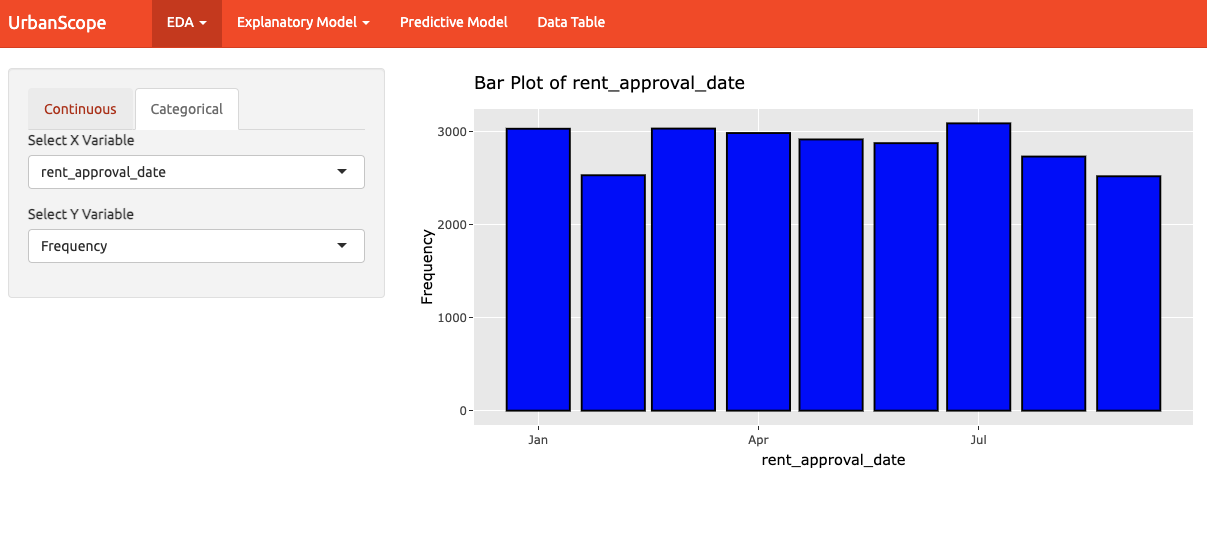 UrbanScope EDA Explanatory Model Predictive Model Data Table
Continuous Categorical
Select X Variable
rent_approval_date
Select Y Variable
Frequency
Bar Plot of rent_approval_date
Frequency
3000
2000
1000
0
Jan Apr Jul
rent_approval_date